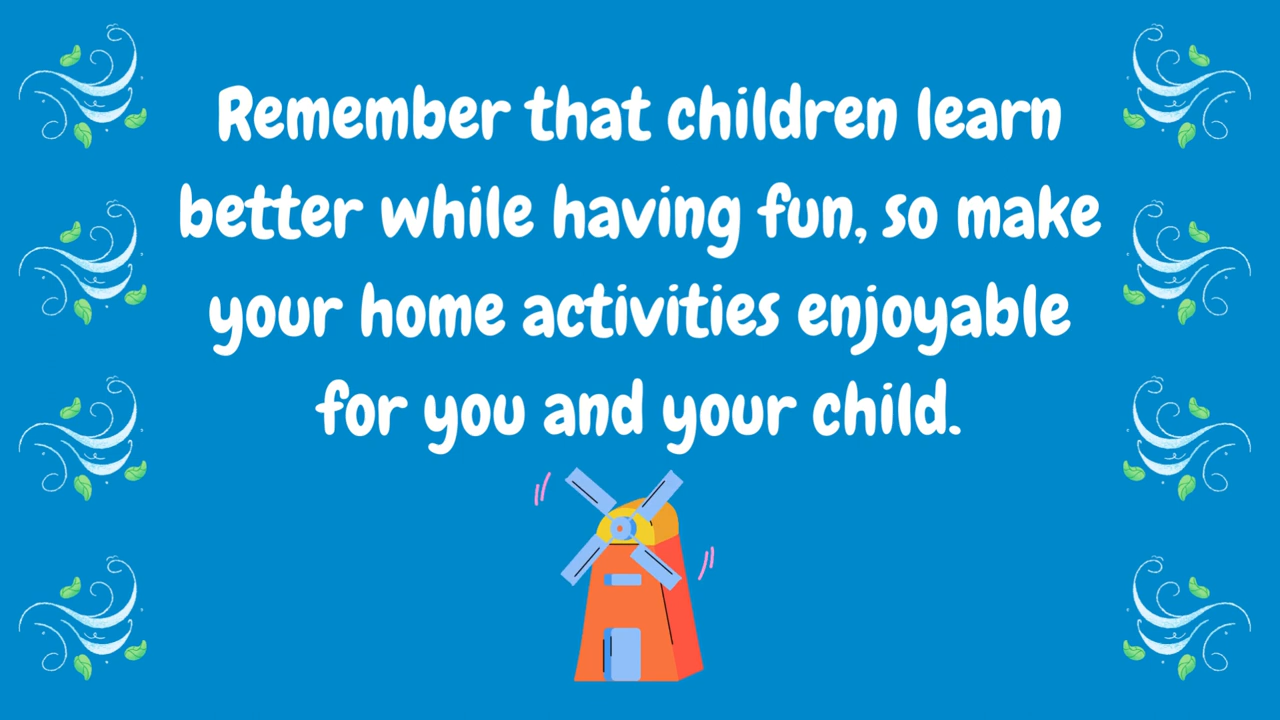 Remember that children learn
better while having fun, so make
your home activities enjoyable
for you and your child.